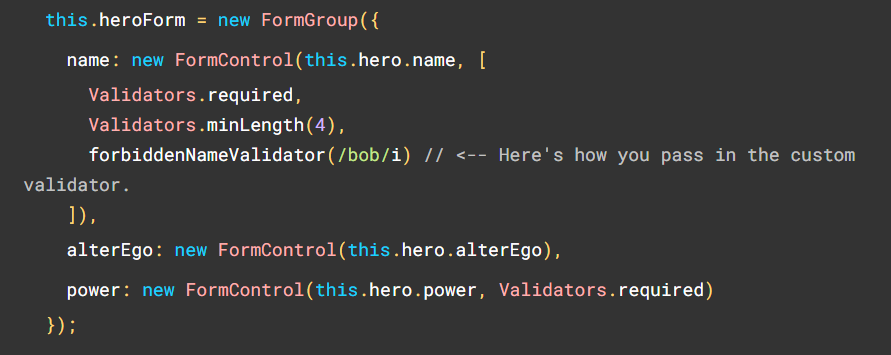 this.heroForm = new FormGroup({
name: new FormControl(this.hero.name, [
Validators.required,
Validators.minLength(4),
forbiddenNameValidator(/bob/i) // <-- Here's how you pass in the custom
validator.
]),
alterEgo: new FormControl(this.hero.alterEgo),
power: new FormControl(this.hero.power, Validators.required)
});